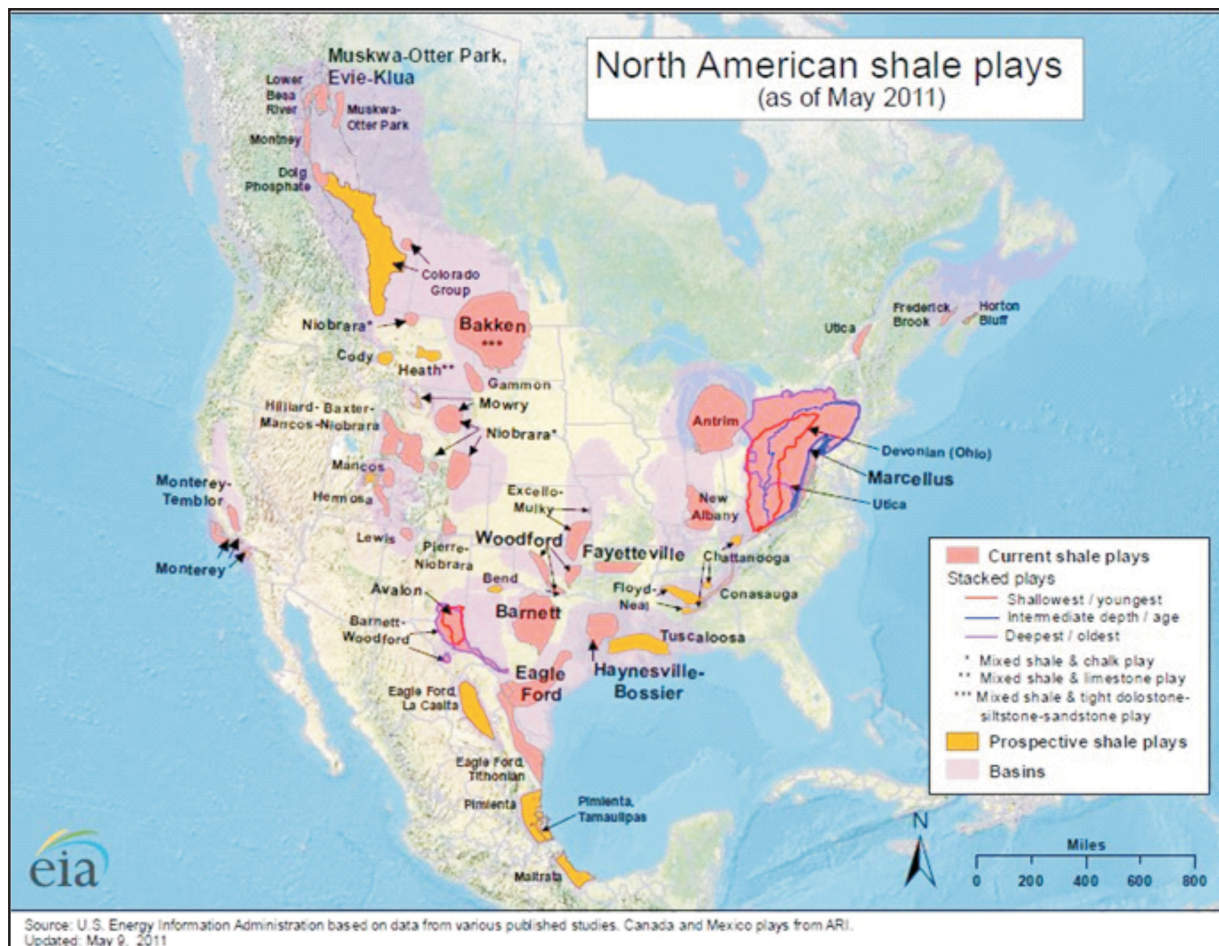 North American shale plays
(as of May 2011)
Muskwa-Otter Park,
Evie-Klua
Lower
Besa
River
Muskwa-
Otter Park
Montney
Doig
Phosphate
Colorado
Group
Niobrara*
Bakken
***
Cody
Heath**
Gammon
Mowry
Hilliard-Baxter-
Mancos-Niobrara
Niobrara*
Antrim
Utica
Frederick
Brook
Horton
Bluff
Devonian (Ohio)
Marcellus
Utica
Mancos
Monterey-
Temblor
Hermosa
Excello-
Mulky
New
Albany
Lewis
Pierre-
Niobrara
Woodford
Fayetteville
Chattanooga
Monterey
Bend
Avalon
Barnett
Floyd-
Neal
Conasauga
Barnett-
Woodford
Tuscaloosa
Eagle
Ford
Haynesville-
Bossier
Eagle Ford,
La Casita
Eagle Ford,
Tithonian
Pimienta
Pimienta,
Tamaulipas
Maltrata
Current shale plays
Stacked plays
Shallowest / youngest
Intermediate depth / age
Deepest / oldest
* Mixed shale & chalk play
** Mixed shale & limestone play
*** Mixed shale & tight dolostone-
siltstone-sandstone play
Prospective shale plays
Basins
N
Miles
0 200 400 600 800
eia
Source: U.S. Energy Information Administration based on data from various published studies. Canada and Mexico plays from ARI.
Updated: May 9, 2011